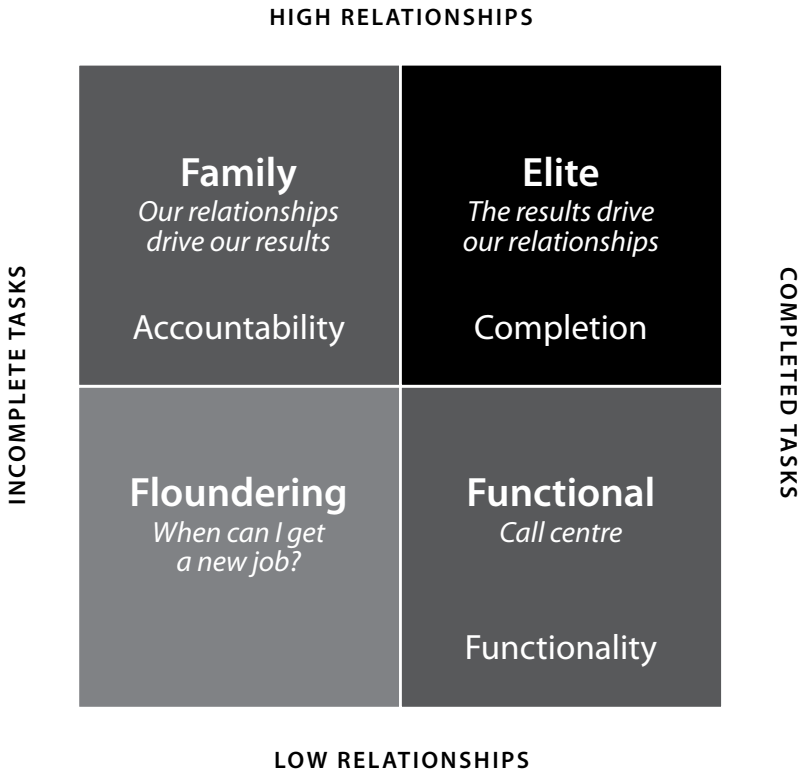 HIGH RELATIONSHIPS
INCOMPLETE TASKS
Family
Our relationships
drive our results
Accountability
Elite
The results drive
our relationships
Completion
COMPLETED TASKS
Floundering
When can I get
a new job?
Functional
Call centre
Functionality
LOW RELATIONSHIPS